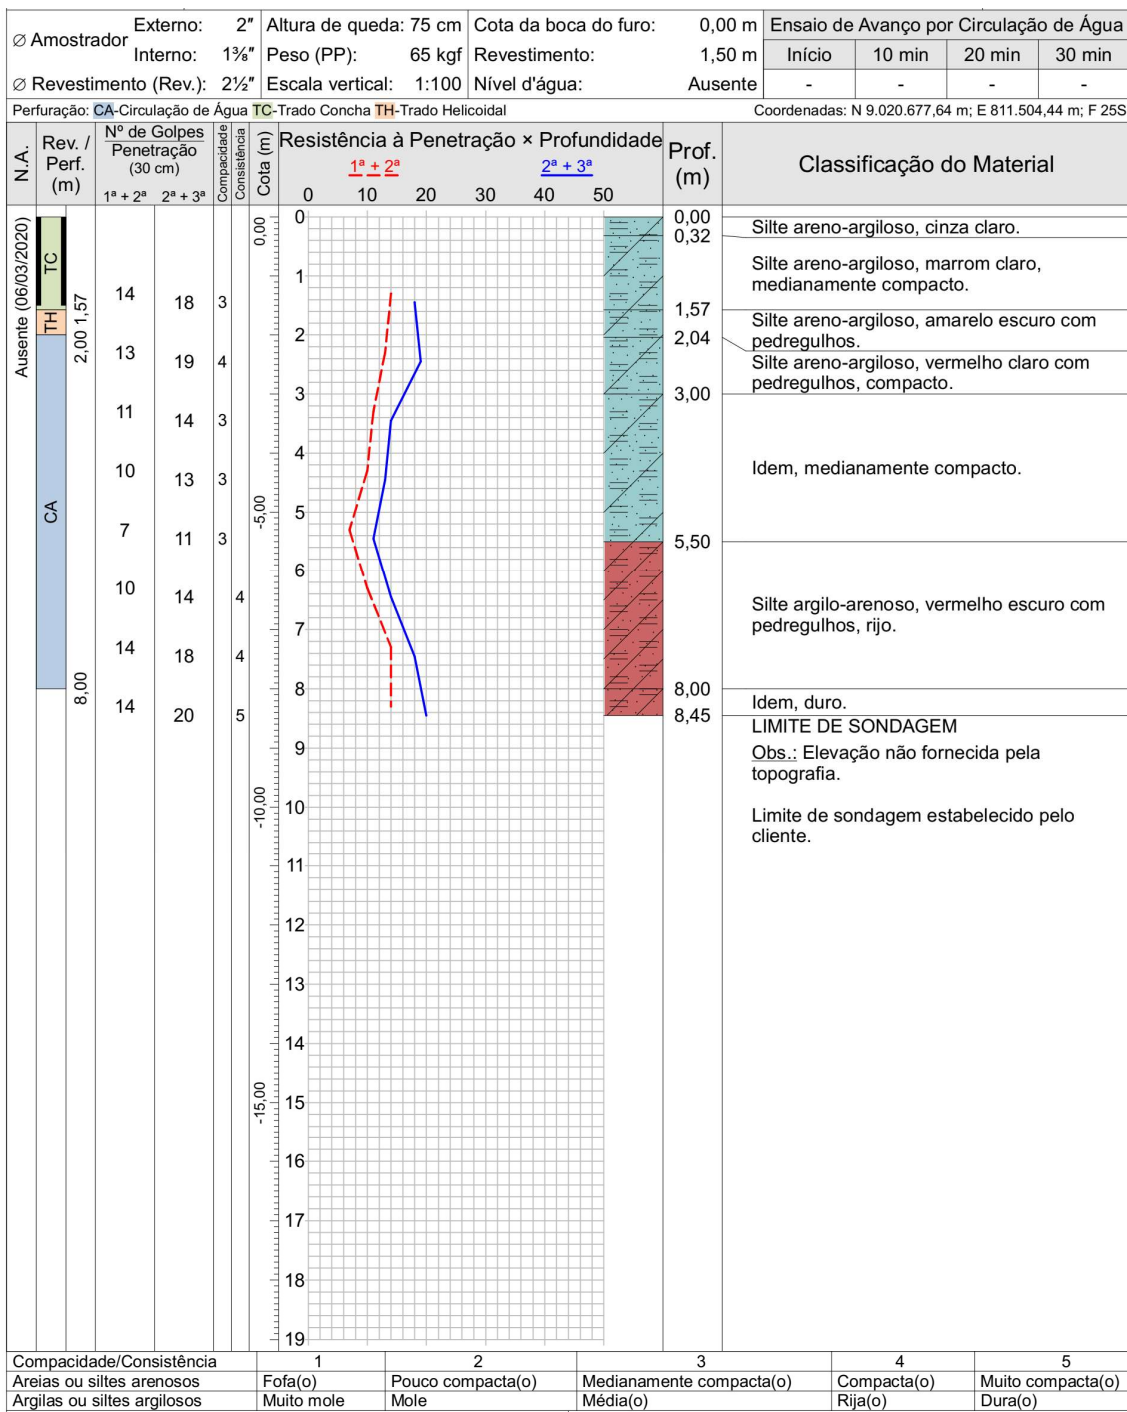 ∅ Amostrador Externo: 2" Interno: 1⅜"
∅ Revestimento (Rev.): 2½"
Altura de queda: 75 cm
Peso (PP): 65 kgf
Escala vertical: 1:100
Cota da boca do furo: 0,00 m
Revestimento: 1,50 m
Nível d'água: Ausente
Ensaio de Avanço por Circulação de Água
Início 10 min 20 min 30 min
- - - -
Perfuração: CA-Circulação de Água TC-Trado Concha TH-Trado Helicoidal
Coordenadas: N 9.020.677,64 m; E 811.504,44 m; F 25S
N.A.
Rev. /
Perf.
(m)
Nº de Golpes
Penetração
(30 cm)
1ª + 2ª 2ª + 3ª
Compacidade
Consistência
Cota (m)
Resistência à Penetração × Profundidade
1ª + 2ª 2ª + 3ª
0 10 20 30 40 50
Prof.
(m)
Classificação do Material
Ausente (06/03/2020)
TC
TH
CA
1,57
2,00
8,00
14 18 3
13 19 4
11 14 3
10 13 3
7 11 3
10 14 4
14 18 4
14 20 5
0,00
-5,00
-10,00
-15,00
0
1
2
3
4
5
6
7
8
9
10
11
12
13
14
15
16
17
18
19
0,00
0,32
1,57
2,04
3,00
5,50
8,00
8,45
Silte areno-argiloso, cinza claro.
Silte areno-argiloso, marrom claro,
medianamente compacto.
Silte areno-argiloso, amarelo escuro com
pedregulhos.
Silte areno-argiloso, vermelho claro com
pedregulhos, compacto.
Idem, medianamente compacto.
Silte argilo-arenoso, vermelho escuro com
pedregulhos, rijo.
Idem, duro.
LIMITE DE SONDAGEM
Obs.: Elevação não fornecida pela
topografia.
Limite de sondagem estabelecido pelo
cliente.
Compacidade/Consistência 1 2 3 4 5
Areias ou siltes arenosos Fofa(o) Pouco compacta(o) Medianamente compacta(o) Compacta(o) Muito compacta(o)
Argilas ou siltes argilosos Muito mole Mole Média(o) Rija(o) Dura(o)